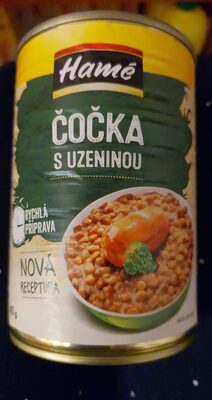 Hamé
ČOČKA
S UZENINOU
RYCHLÁ
PŘÍPRAVA
NOVÁ
RECEPTURA